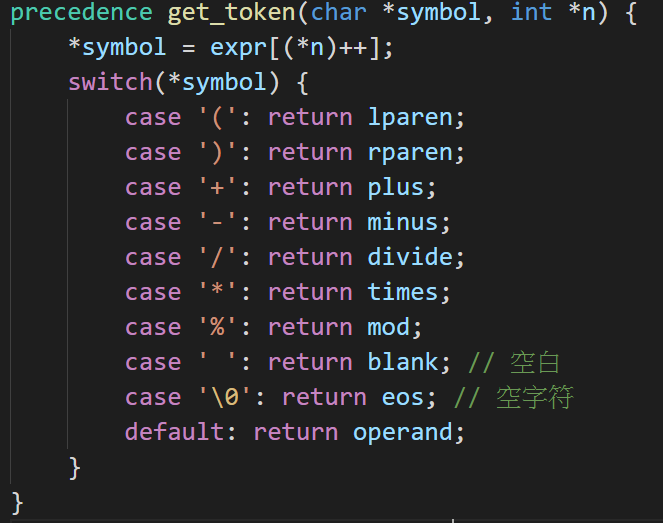 precedence get_token(char *symbol, int *n) {
    *symbol = expr[(*n)++];
    switch(*symbol) {
        case '(': return lparen;
        case ')': return rparen;
        case '+': return plus;
        case '-': return minus;
        case '/': return divide;
        case '*': return times;
        case '%': return mod;
        case ' ': return blank; // 空白
        case '\0': return eos; // 空字符
        default: return operand;
    }
}